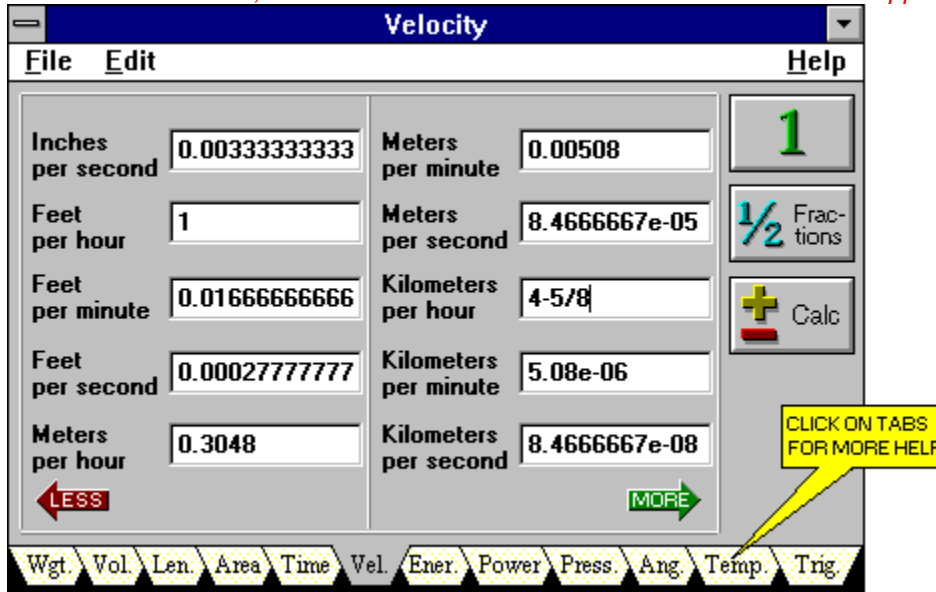 Velocity
File Edit Help
Inches
per second
0.00333333333
Feet
per hour
1
Feet
per minute
0.01666666666
Feet
per second
0.00027777777
Meters
per hour
0.3048
LESS
Meters
per minute
0.00508
Meters
per second
8.4666667e-05
Kilometers
per hour
4-5/8
Kilometers
per minute
5.08e-06
Kilometers
per second
8.4666667e-08
MORE
1
1/2 Frac-
tions
Calc
CLICK ON TABS
FOR MORE HELP
Wgt. Vol. Len. Area Time Vel. Ener. Power Press. Ang. Temp. Trig.